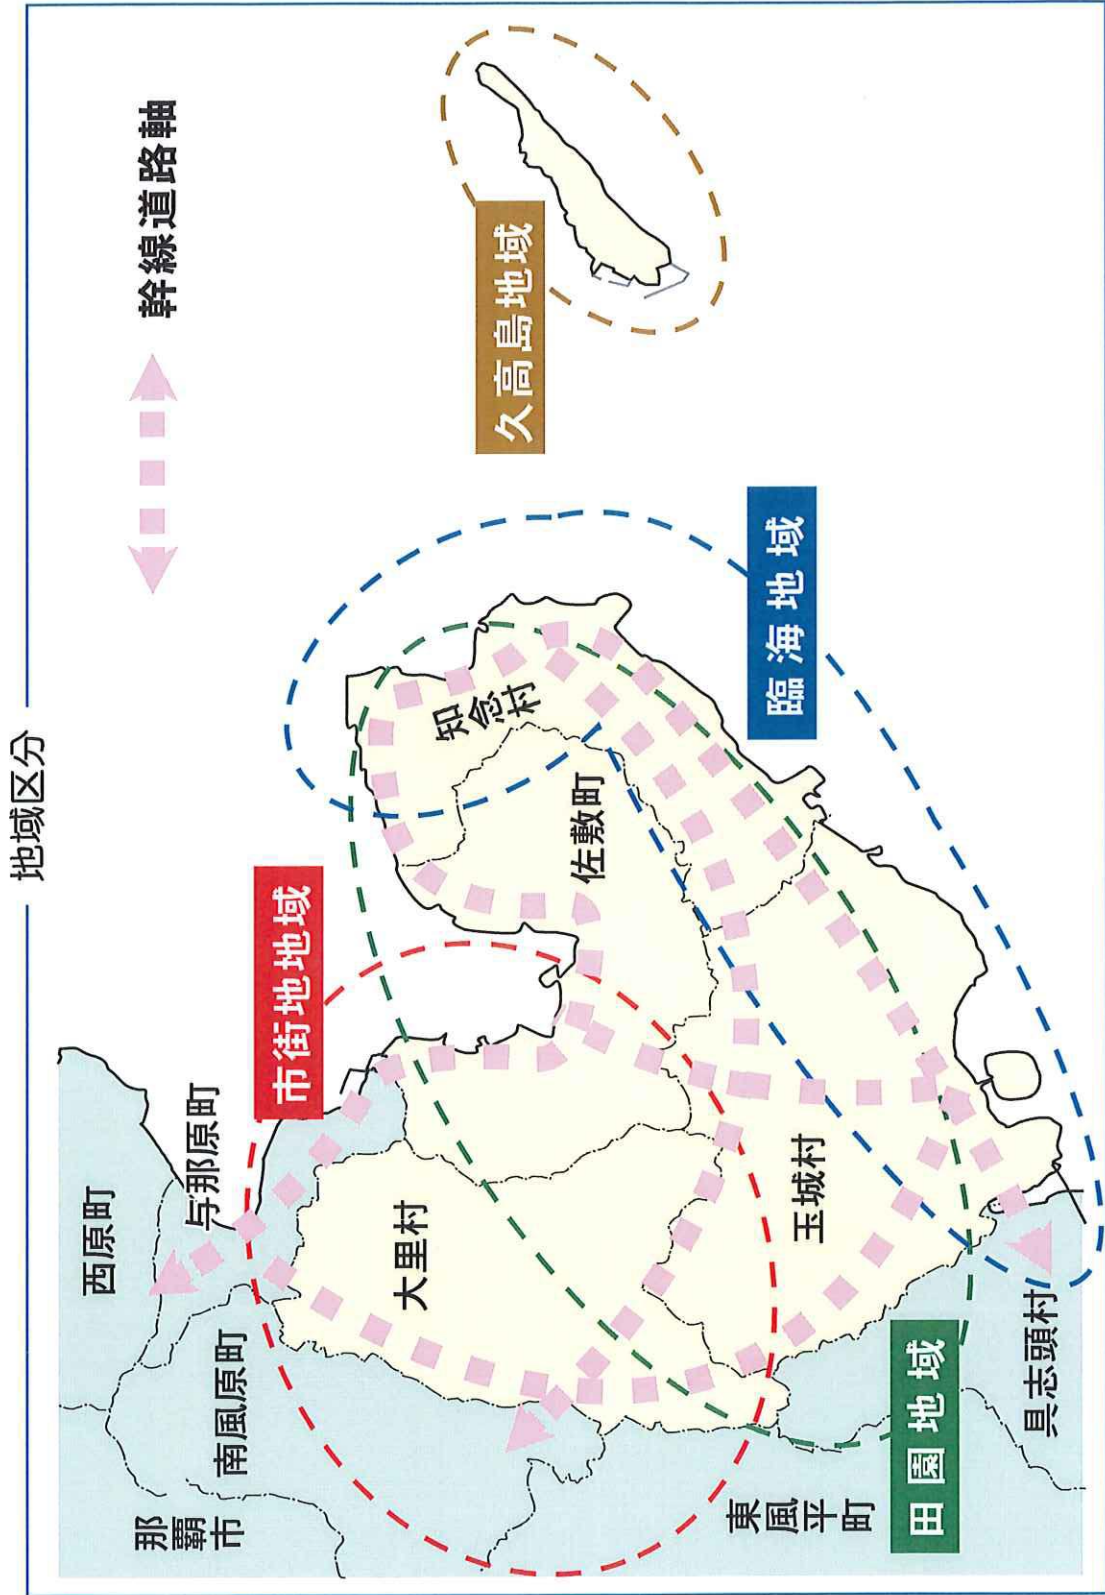 地域区分
幹線道路軸
西原町
与那原町
市街地地域
久高島地域
南風原町
那覇市
大里村
知念村
佐敷町
臨海地域
玉城村
東風平町
田園地域
具志頭村